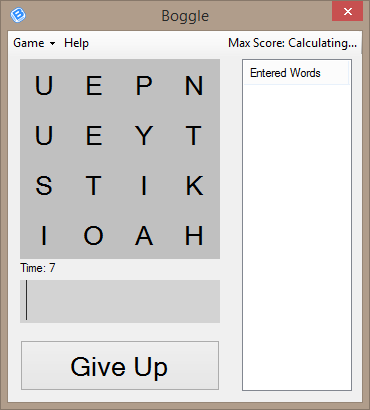 Boggle
Game Help Max Score: Calculating...
Entered Words
U E P N
U E Y T
S T I K
I O A H
Time: 7
Give Up